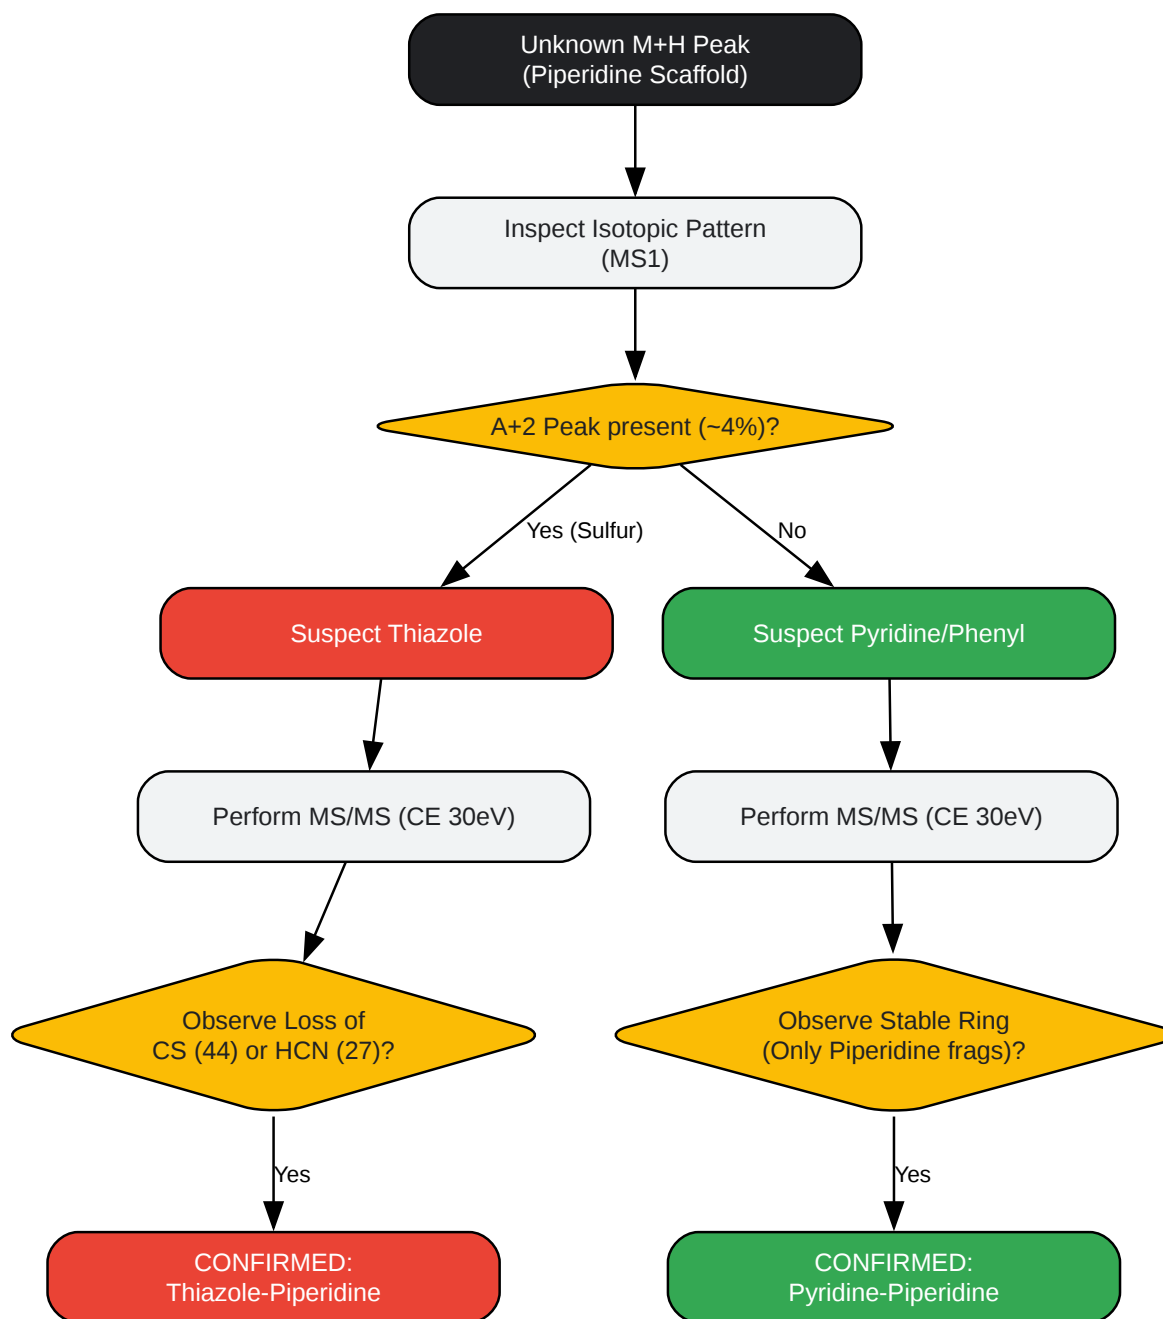 Unknown M+H Peak
(Piperidine Scaffold)
Inspect Isotopic Pattern
(MS1)
A+2 Peak present (~4%)?
Yes (Sulfur)
No
Suspect Thiazole
Suspect Pyridine/Phenyl
Perform MS/MS (CE 30eV)
Perform MS/MS (CE 30eV)
Observe Loss of
CS (44) or HCN (27)?
Observe Stable Ring
(Only Piperidine frags)?
Yes
Yes
CONFIRMED:
Thiazole-Piperidine
CONFIRMED:
Pyridine-Piperidine